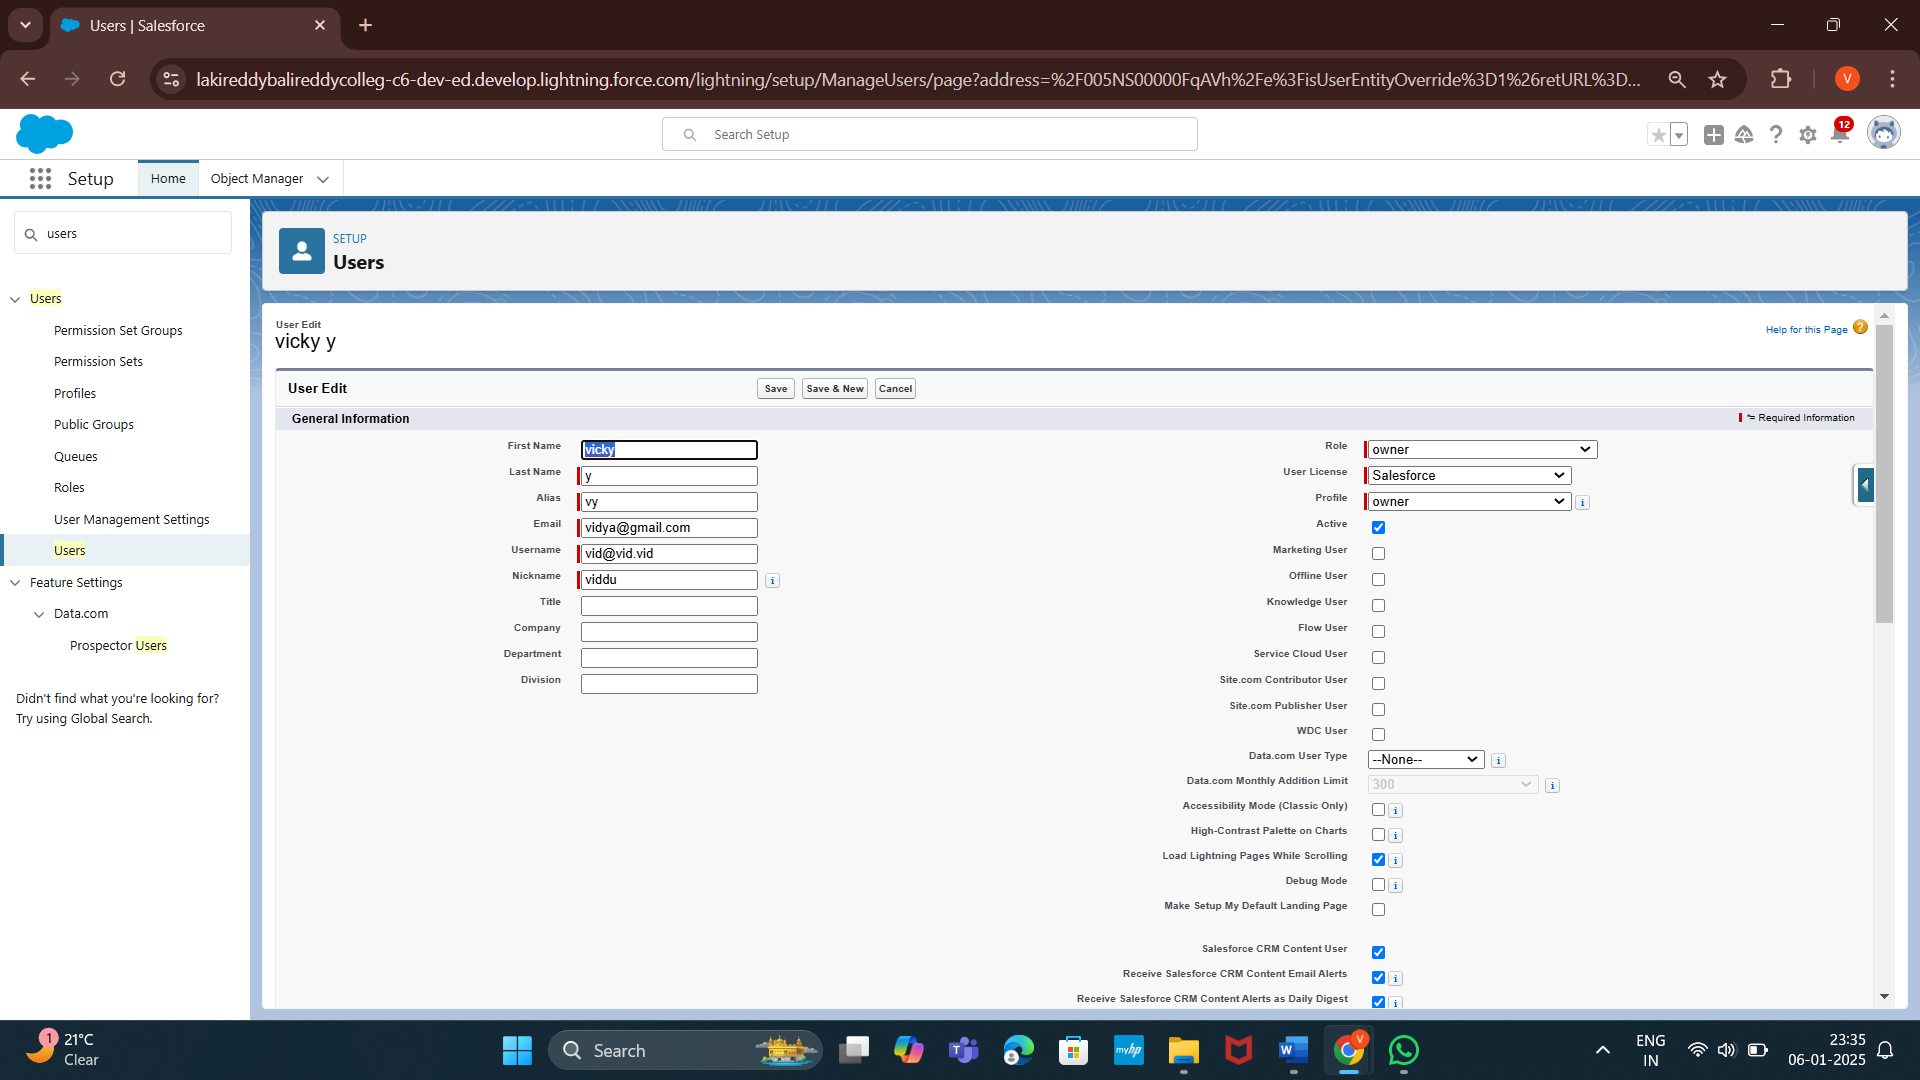 Users | Salesforce
lakireddybalireddycolleg-c6-dev-ed.develop.lightning.force.com/lightning/setup/ManageUsers/page?address=%2F005NS00000FqAVh%2Fe%3FisUserEntityOverride%3D1%26retURL%3D...
V
Search Setup
12
Setup
Home
Object Manager
users
Users
Permission Set Groups
Permission Sets
Profiles
Public Groups
Queues
Roles
User Management Settings
Users
Feature Settings
Data.com
Prospector Users
Didn't find what you're looking for?
Try using Global Search.
SETUP
Users
User Edit
vicky y
Help for this Page ?
User Edit
Save
Save & New
Cancel
General Information
= Required Information
First Name vicky
Last Name y
Alias vy
Email vidya@gmail.com
Username vid@vid.vid
Nickname viddu i
Title
Company
Department
Division
Role owner
User License Salesforce
Profile owner i
Active
Marketing User
Offline User
Knowledge User
Flow User
Service Cloud User
Site.com Contributor User
Site.com Publisher User
WDC User
Data.com User Type --None-- i
Data.com Monthly Addition Limit 300 i
Accessibility Mode (Classic Only) i
High-Contrast Palette on Charts i
Load Lightning Pages While Scrolling i
Debug Mode i
Make Setup My Default Landing Page
Salesforce CRM Content User
Receive Salesforce CRM Content Email Alerts i
Receive Salesforce CRM Content Alerts as Daily Digest i
1
21°C
Clear
Search
T
myhp
W
V
ENG
IN
23:35
06-01-2025